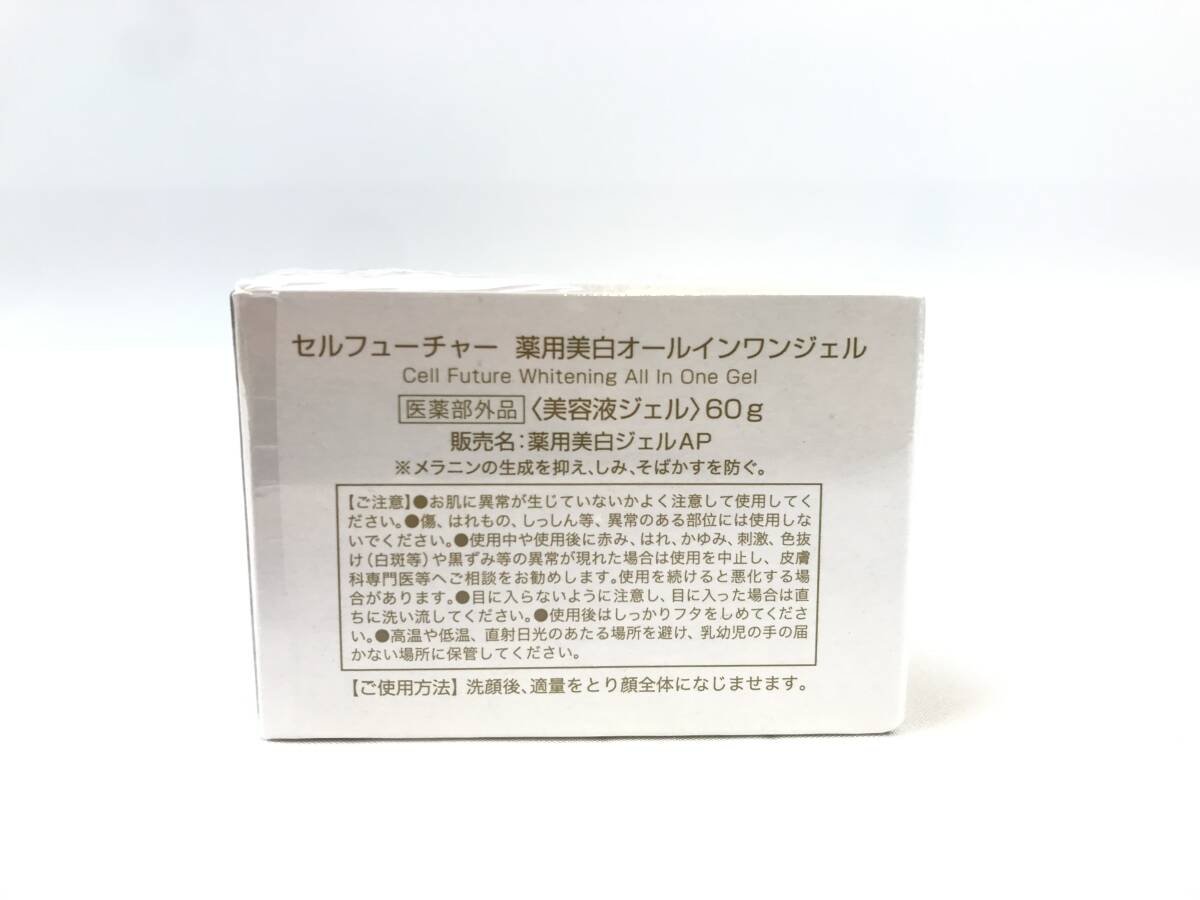 セルフューチャー 薬用美白オールインワンジェル
Cell Future Whitening All In One Gel
医薬部外品〈美容液ジェル〉60g
販売名:薬用美白ジェルAP
※メラニンの生成を抑え、しみ、そばかすを防ぐ。
【ご注意】●お肌に異常が生じていないかよく注意して使用してく
ださい。●傷、はれもの、しっしん等、異常のある部位には使用しな
いでください。●使用中や使用後に赤み、はれ、かゆみ、刺激、色抜
け(白斑等)や黒ずみ等の異常が現れた場合は使用を中止し、皮膚
科専門医等へご相談をお勧めします。使用を続けると悪化する場
合があります。●目に入らないように注意し、目に入った場合は直
ちに洗い流してください。●使用後はしっかりフタをしめてくださ
い。●高温や低温、直射日光のあたる場所を避け、乳幼児の手の届
かない場所に保管してください。
【ご使用方法】洗顔後、適量をとり顔全体になじませます。